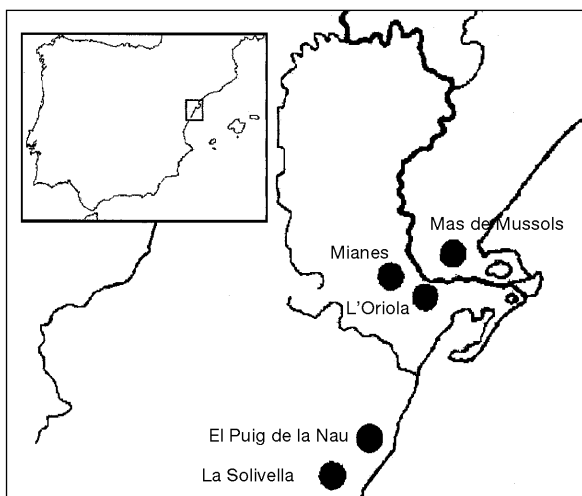 Mas de Mussols
Mianes
L'Oriola
El Puig de la Nau
La Solivella